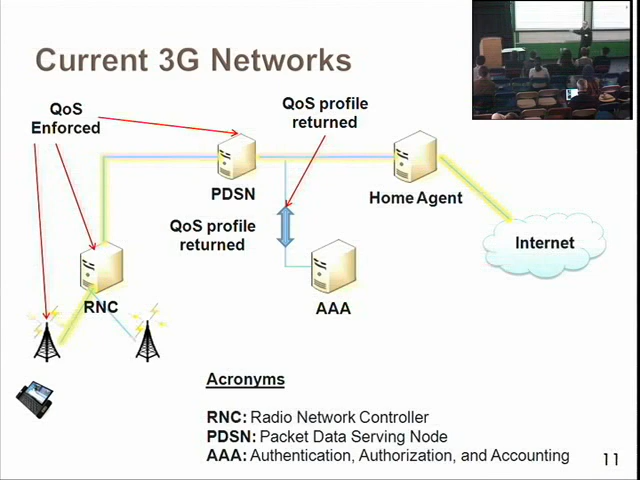 Current 3G Networks
QoS
Enforced
QoS profile
returned
PDSN
Home Agent
QoS profile
returned
Internet
RNC
AAA
Acronyms
RNC: Radio Network Controller
PDSN: Packet Data Serving Node
AAA: Authentication, Authorization, and Accounting
11